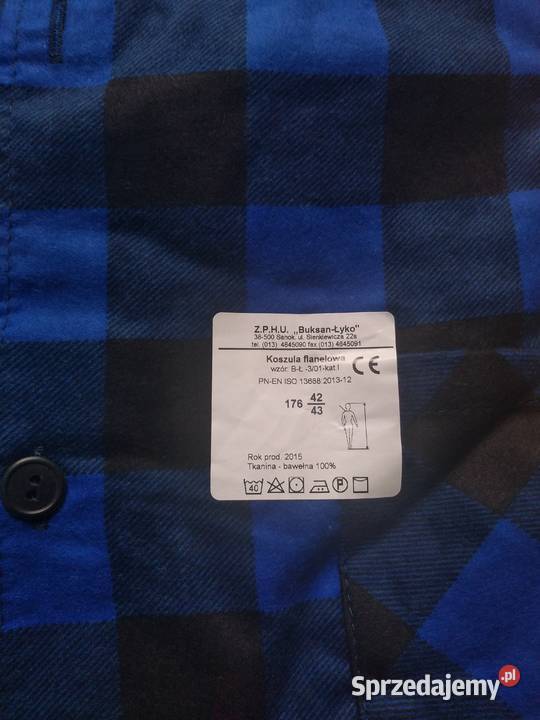 Z.P.H.U. „Buksan-Łyko"
38-500 Sanok. ul. Sienkiewicza 22a
tel. (013) 4645090 fax (013) 4645091
Koszula flanelowa
wzór: B-Ł -3/01-kat.I
CE
PN-EN ISO 13688:2013-12
176 42
43
Rok prod. 2015
Tkanina - bawełna 100%
40
P
Sprzedajemy.pl